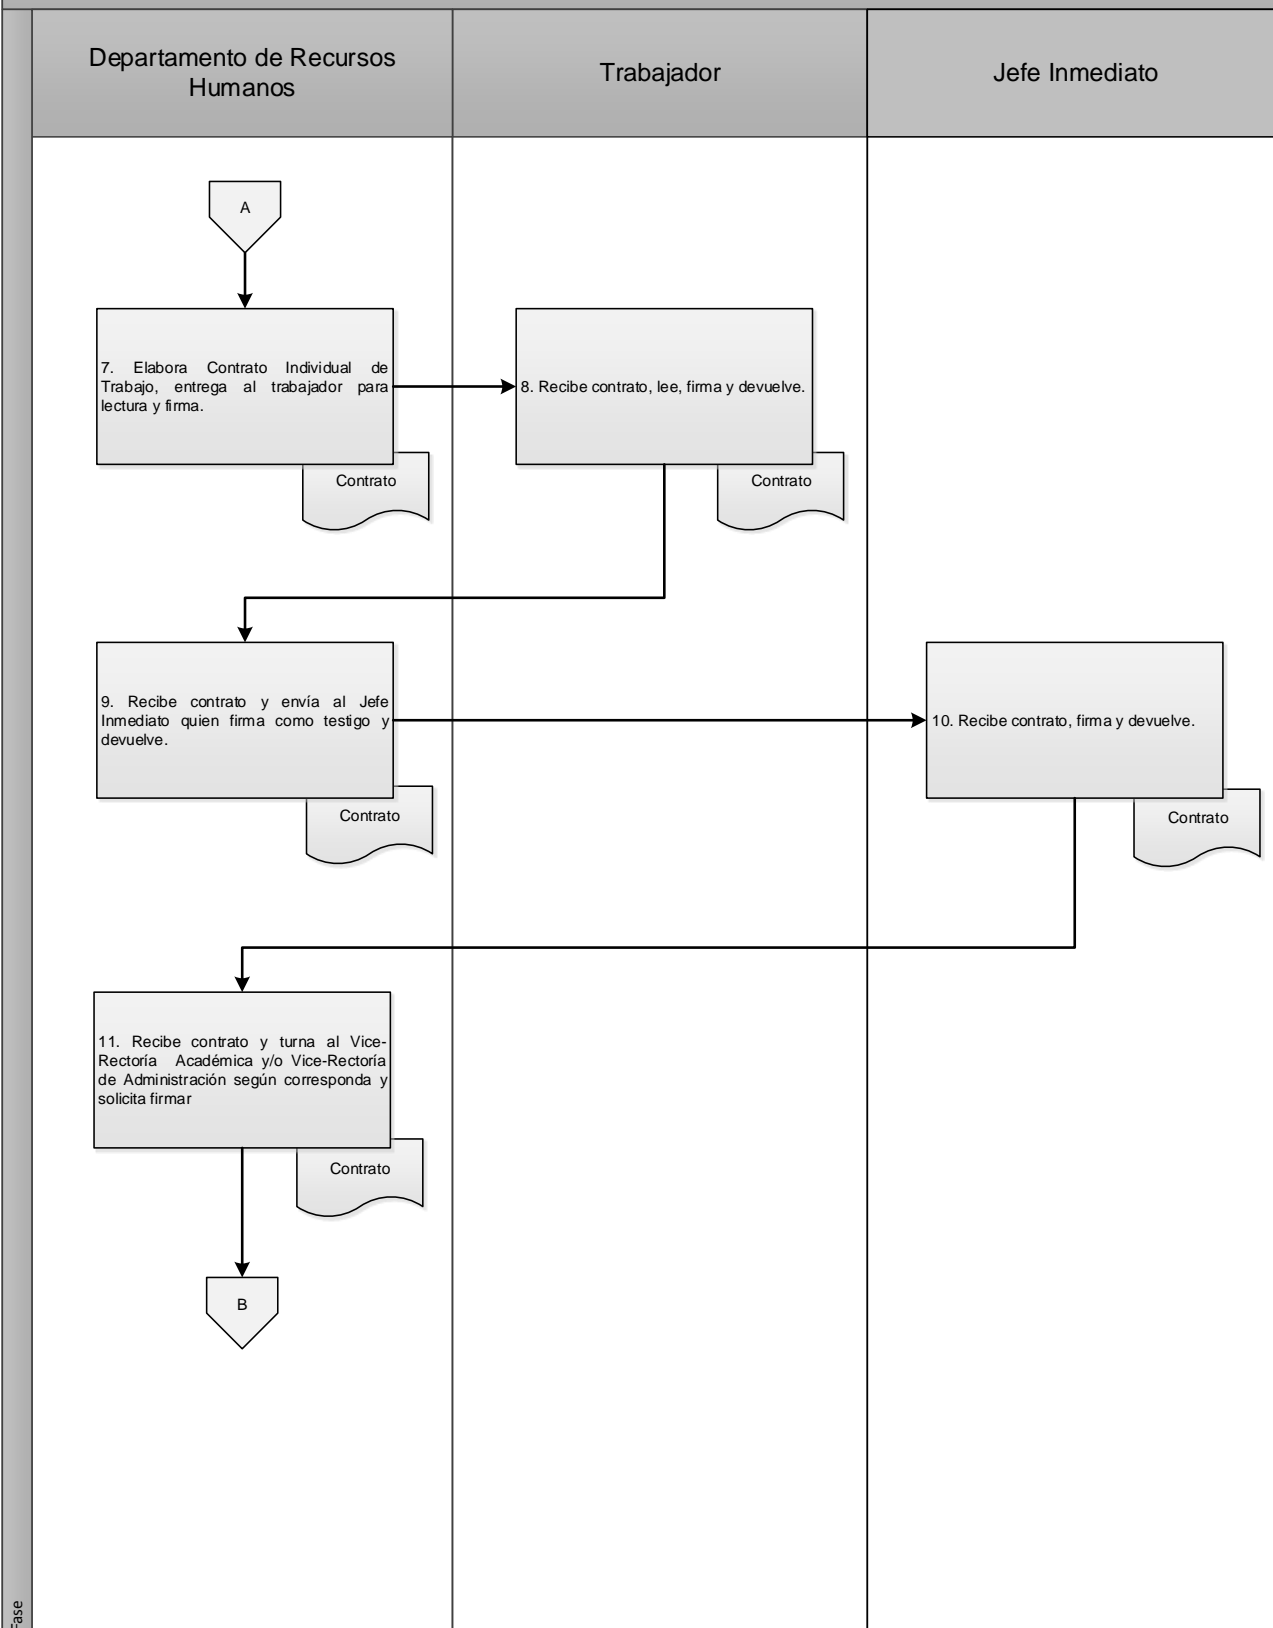 Departamento de Recursos
Humanos
Trabajador
Jefe Inmediato
A
7. Elabora Contrato Individual de
Trabajo, entrega al trabajador para
lectura y firma.
Contrato
8. Recibe contrato, lee, firma y devuelve.
Contrato
9. Recibe contrato y envía al Jefe
Inmediato quien firma como testigo y
devuelve.
Contrato
10. Recibe contrato, firma y devuelve.
Contrato
11. Recibe contrato y turna al Vice-
Rectoría Académica y/o Vice-Rectoría
de Administración según corresponda y
solicita firmar
Contrato
B
Fase